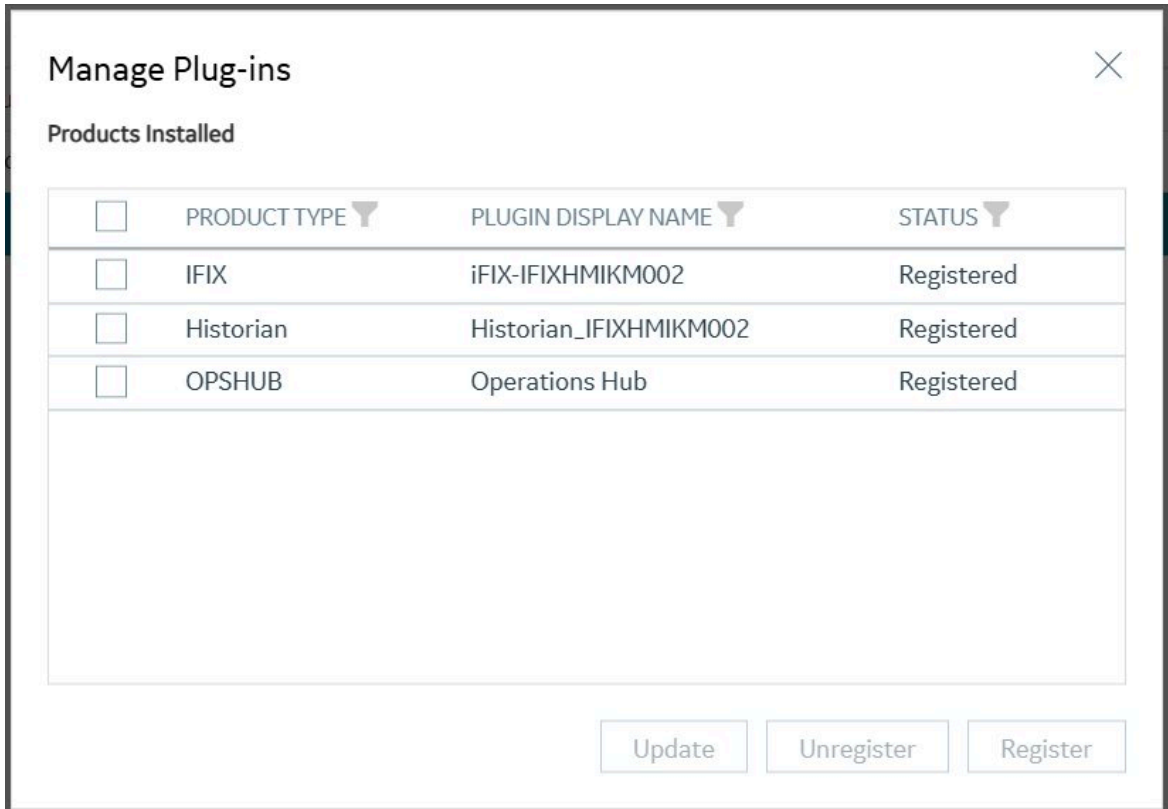 Manage Plug-ins
Products Installed
PRODUCT TYPE PLUGIN DISPLAY NAME STATUS
IFIX iFIX-IFIXHMIKM002 Registered
Historian Historian_IFIXHMIKM002 Registered
OPSHUB Operations Hub Registered
Update Unregister Register